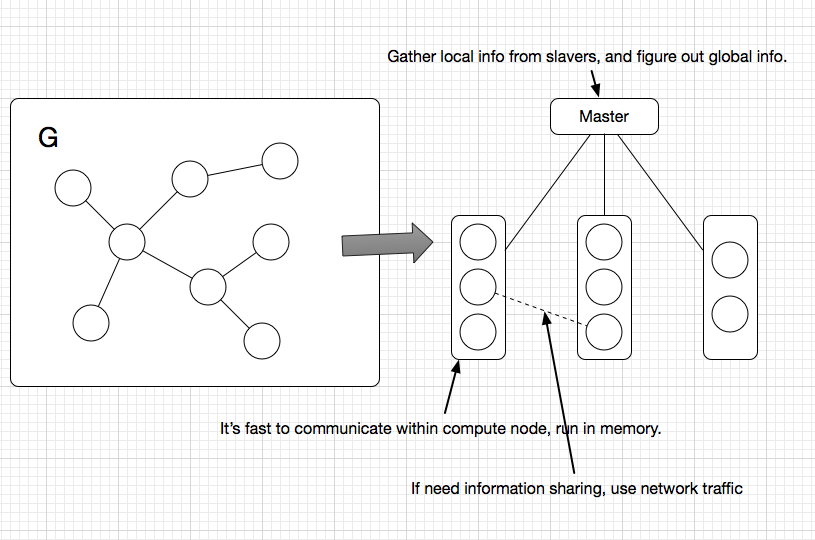 Gather local info from slavers, and figure out global info.
Master
G
It's fast to communicate within compute node, run in memory.
If need information sharing, use network traffic